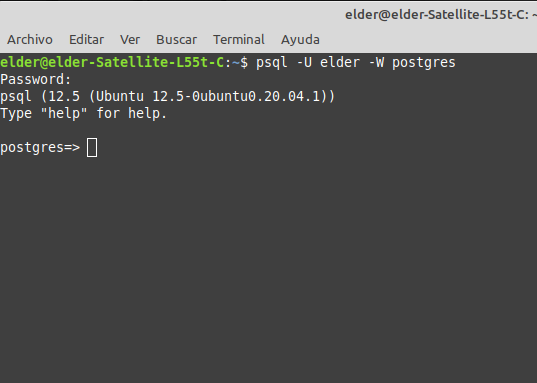 elder@elder-Satellite-L55t-C: ~
Archivo Editar Ver Buscar Terminal Ayuda
elder@elder-Satellite-L55t-C:~$ psql -U elder -W postgres
Password:
psql (12.5 (Ubuntu 12.5-0ubuntu0.20.04.1))
Type "help" for help.
postgres=>